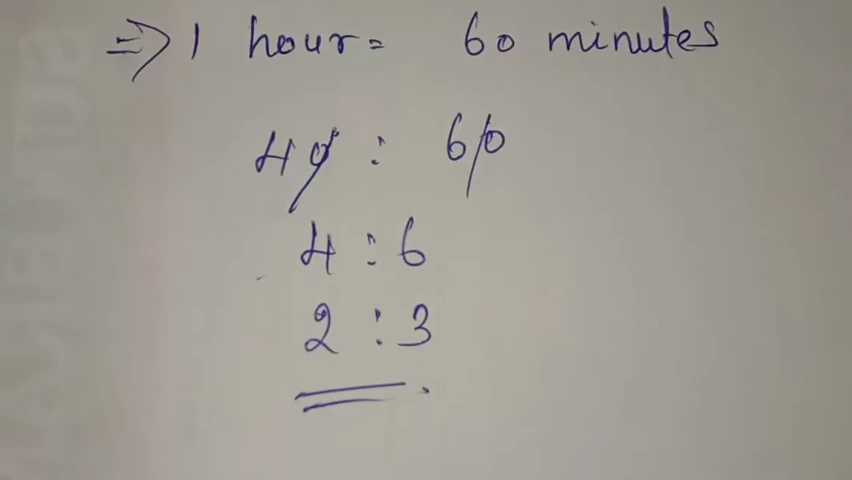 ⇒ 1 hour = 60 minutes
40 : 60
4 : 6
2 : 3